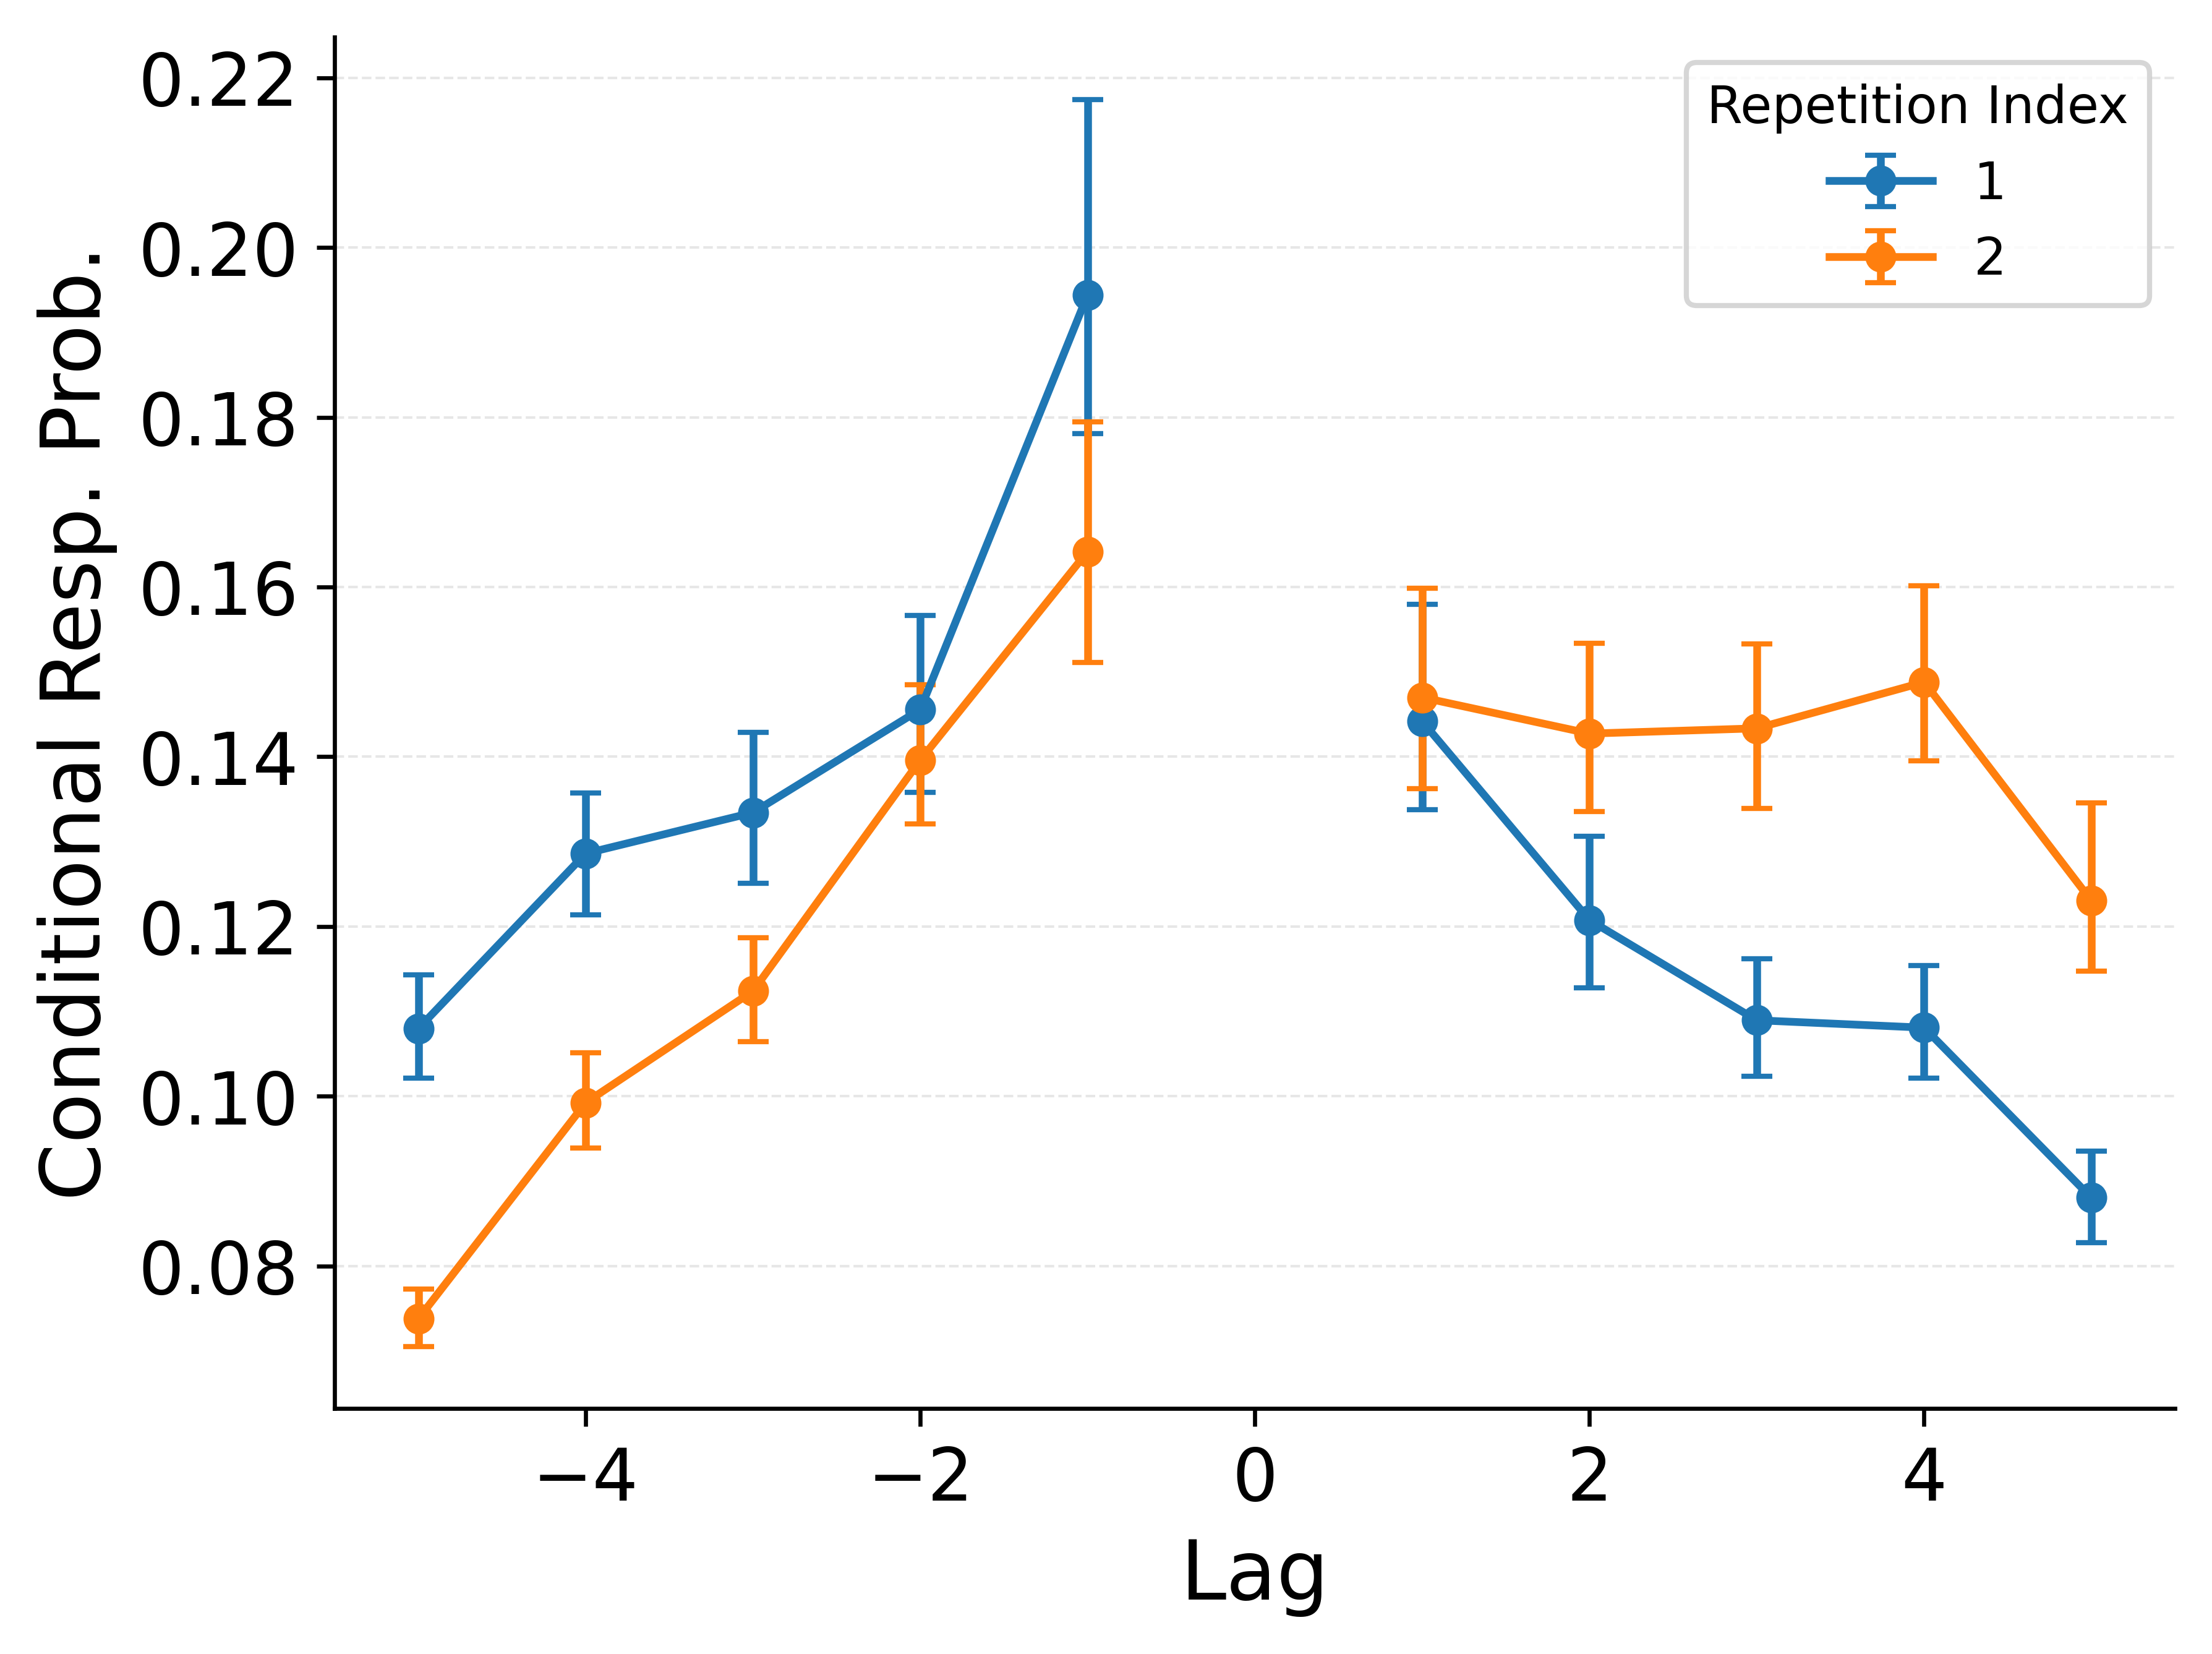 0.22
0.20
0.18
0.16
0.14
0.12
0.10
0.08
Conditional Resp. Prob.
Repetition Index
1
2
−4 −2 0 2 4
Lag